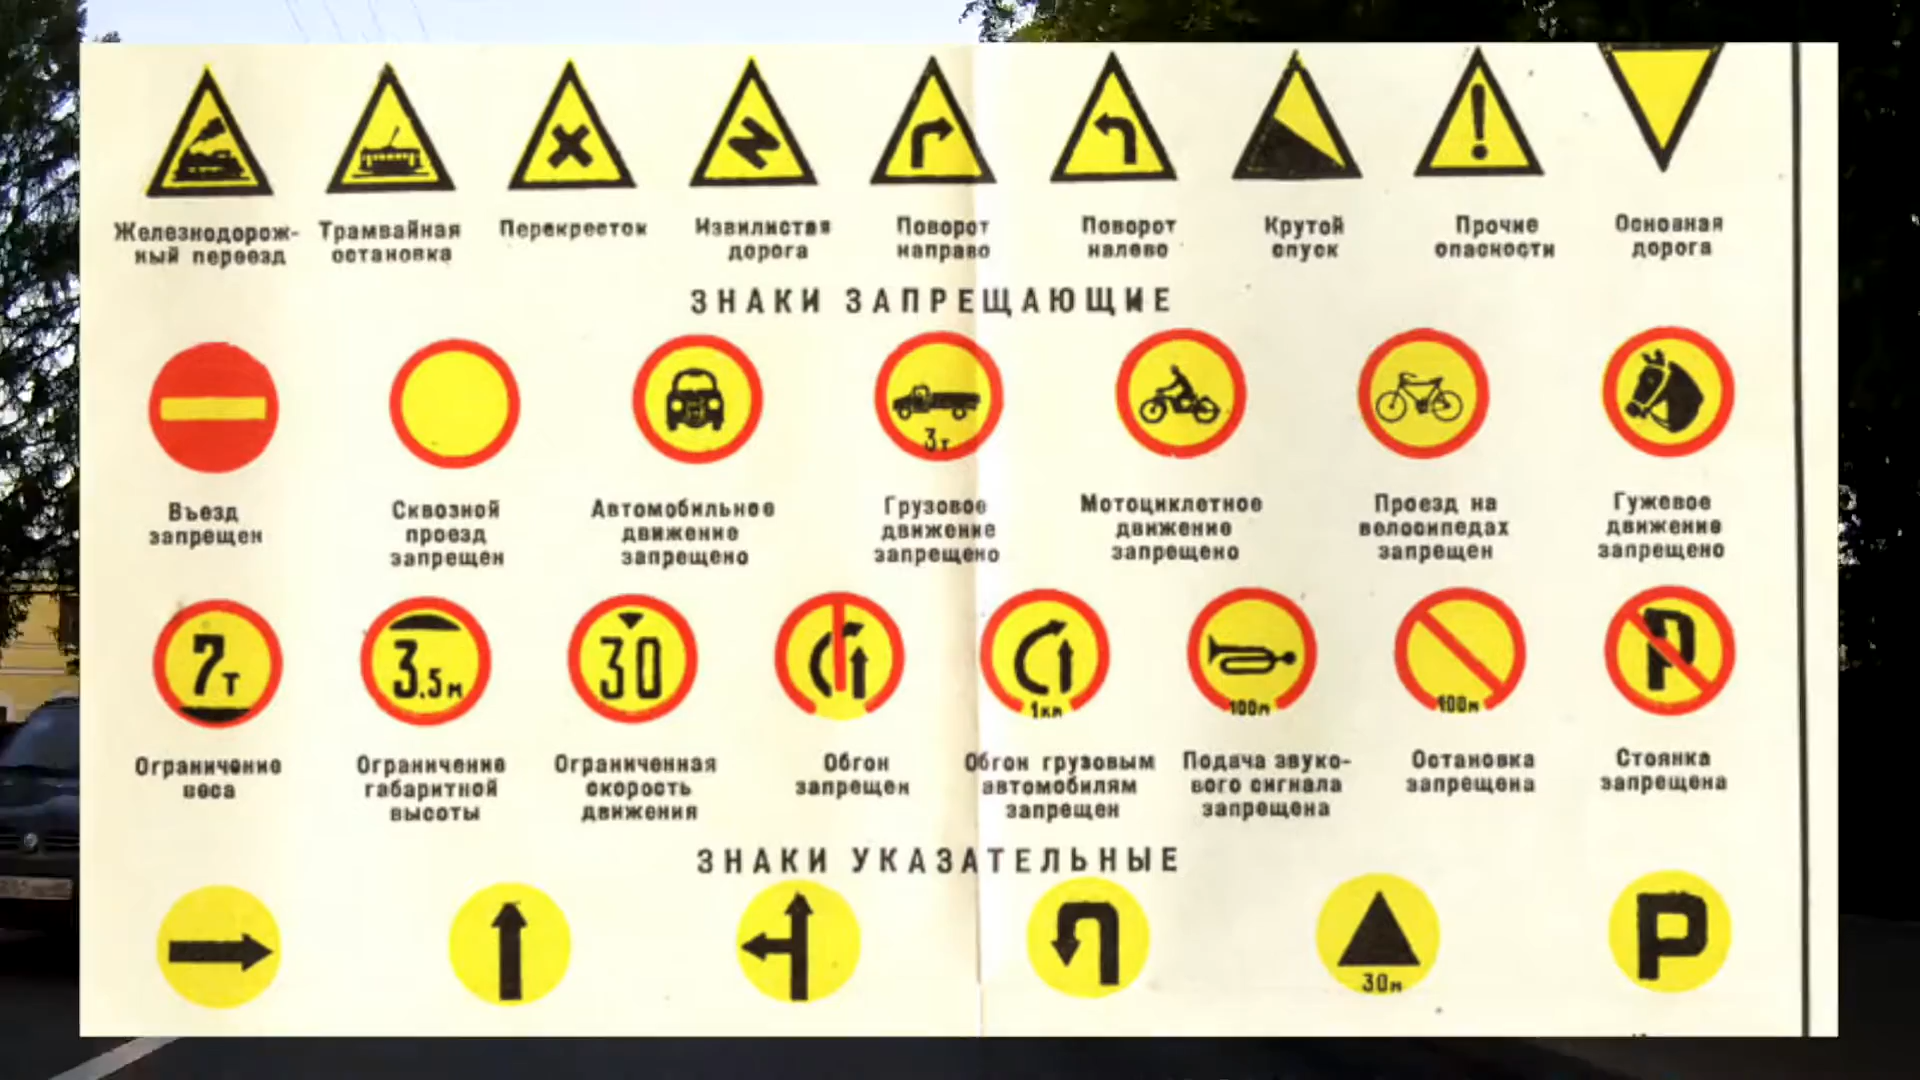 Железнодорож- Трамвайная Перекресток Извилистая Поворот Поворот Крутой Прочие Основная
ный переезд остановка дорога направо налево спуск опасности дорога
ЗНАКИ ЗАПРЕЩАЮЩИЕ
3т
Въезд Сквозной Автомобильное Грузовое Мотоциклетное Проезд на Гужевое
запрещен проезд движение движение движение велосипедах движение
запрещен запрещено запрещено запрещено запрещен запрещено
7т 3.5м 30 P
1км 100м 100м
Ограничение Ограничение Ограниченная Обгон Обгон грузовым Подача звуко- Остановка Стоянка
веса габаритной скорость запрещен автомобилям вого сигнала запрещена запрещена
высоты движения запрещен запрещена
ЗНАКИ УКАЗАТЕЛЬНЫЕ
30м P